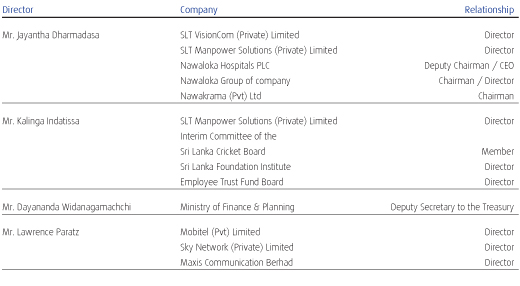 Director Company Relationship
Mr. Jayantha Dharmadasa SLT VisionCom (Private) Limited Director
SLT Manpower Solutions (Private) Limited Director
Nawaloka Hospitals PLC Deputy Chairman / CEO
Nawaloka Group of company Chairman / Director
Nawakrama (Pvt) Ltd Chairman
Mr. Kalinga Indatissa SLT Manpower Solutions (Private) Limited Director
Interim Committee of the
Sri Lanka Cricket Board Member
Sri Lanka Foundation Institute Director
Employee Trust Fund Board Director
Mr. Dayananda Widanagamachchi Ministry of Finance & Planning Deputy Secretary to the Treasury
Mr. Lawrence Paratz Mobitel (Pvt) Limited Director
Sky Network (Private) Limited Director
Maxis Communication Berhad Director